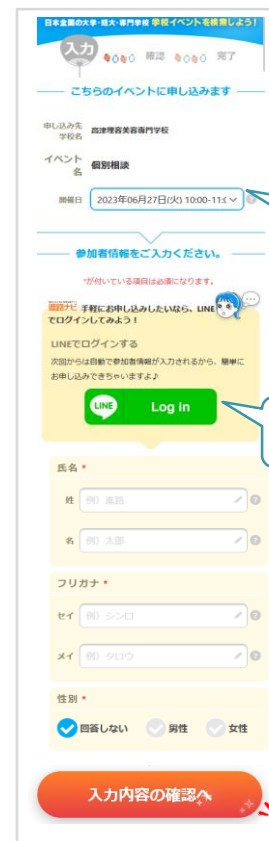 日本全国の大学・短大・専門学校 学校イベントを検索しよう!
入力 確認 完了
こちらのイベントに申し込みます
申し込み先学校名 高津理容美容専門学校
イベント名 個別相談
開催日 2023年06月27日(火) 10:00-11:(
参加者情報をご入力ください。
*が付いている項目は必須になります。
進路ナビ 手軽にお申し込みしたいなら、LINE
でログインしてみよう!
LINEでログインする
次回からは自動で参加者情報が入力されるから、簡単に
お申し込みできちゃいますよ♪
LINE Log in
氏名 *
姓 例) 進路
名 例) 太郎
フリガナ *
セイ 例) シンロ
メイ 例) タロウ
性別 *
回答しない 男性 女性
入力内容の確認へ